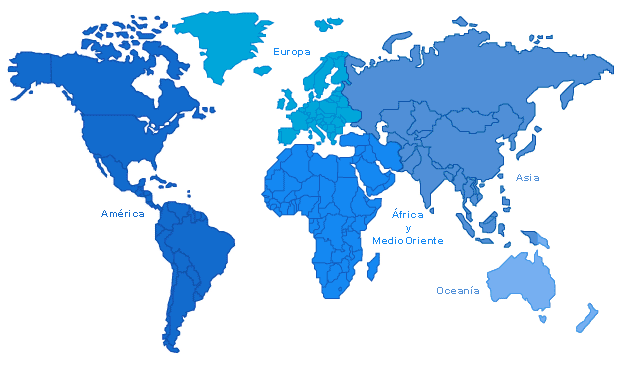 Europa
Asia
América
África
y
Medio Oriente
Oceanía